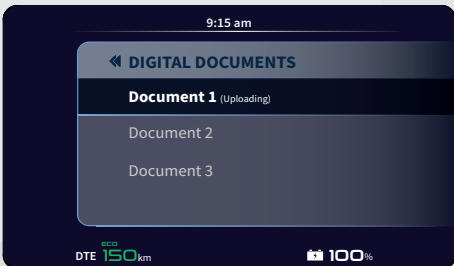 9:15 am
DIGITAL DOCUMENTS
Document 1 (Uploading)
Document 2
Document 3
ECO
DTE 150km 100%